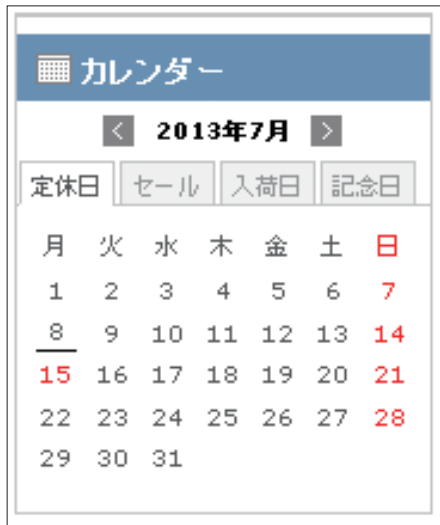 カレンダー
< 2013年7月 >
定休日 セール 入荷日 記念日
月 火 水 木 金 土 日
1 2 3 4 5 6 7
8 9 10 11 12 13 14
15 16 17 18 19 20 21
22 23 24 25 26 27 28
29 30 31